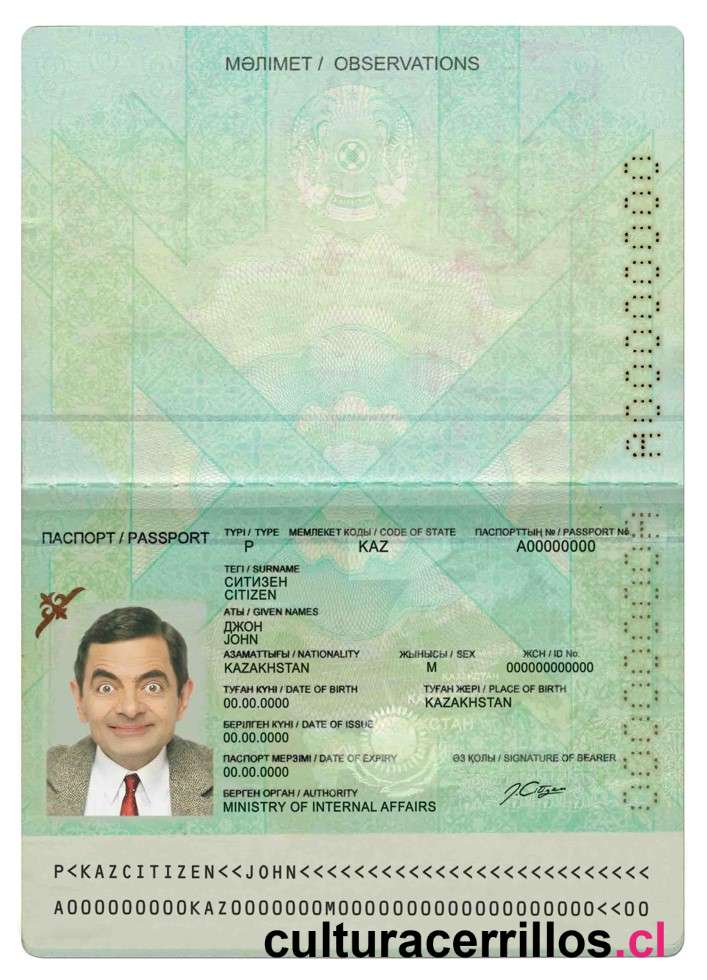 МӘЛІМЕТ / OBSERVATIONS
ПАСПОРТ / PASSPORT
ТҮРІ / TYPE МЕМЛЕКЕТ КОДЫ / CODE OF STATE ПАСПОРТТЫҢ № / PASSPORT №
P KAZ A00000000
ТЕГІ / SURNAME
СИТИЗЕН
CITIZEN
АТЫ / GIVEN NAMES
ДЖОН
JOHN
АЗАМАТТЫҒЫ / NATIONALITY ЖЫНЫСЫ / SEX ЖСН / ID No.
KAZAKHSTAN M 000000000000
ТУҒАН КҮНІ / DATE OF BIRTH ТУҒАН ЖЕРІ / PLACE OF BIRTH
00.00.0000 KAZAKHSTAN
БЕРІЛГЕН КҮНІ / DATE OF ISSUE
00.00.0000
ПАСПОРТ МЕРЗІМІ / DATE OF EXPIRY ӨЗ ҚОЛЫ / SIGNATURE OF BEARER
00.00.0000
БЕРГЕН ОРГАН / AUTHORITY
MINISTRY OF INTERNAL AFFAIRS
J.Citizen
P<KAZCITIZEN<<JOHN<<<<<<<<<<<<<<<<<<<<<<<<<<
A000000000KAZ0000000M0000000000000000000<<00
culturacerrillos.cl